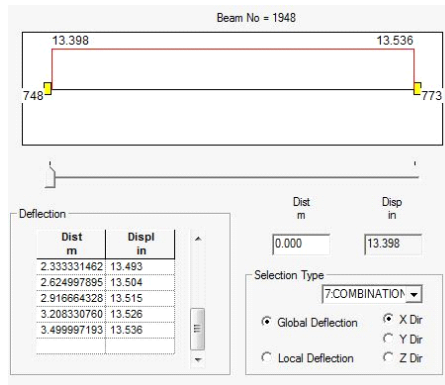 Beam No = 1948
13.398 13.536
748 773
Dist Disp
m in
0.000 13.398
Deflection
Dist Displ
m in
2.333331462 13.493
2.624997895 13.504
2.916664328 13.515
3.208330760 13.526
3.499997193 13.536
Selection Type
7:COMBINATION
Global Deflection X Dir
Y Dir
Local Deflection Z Dir